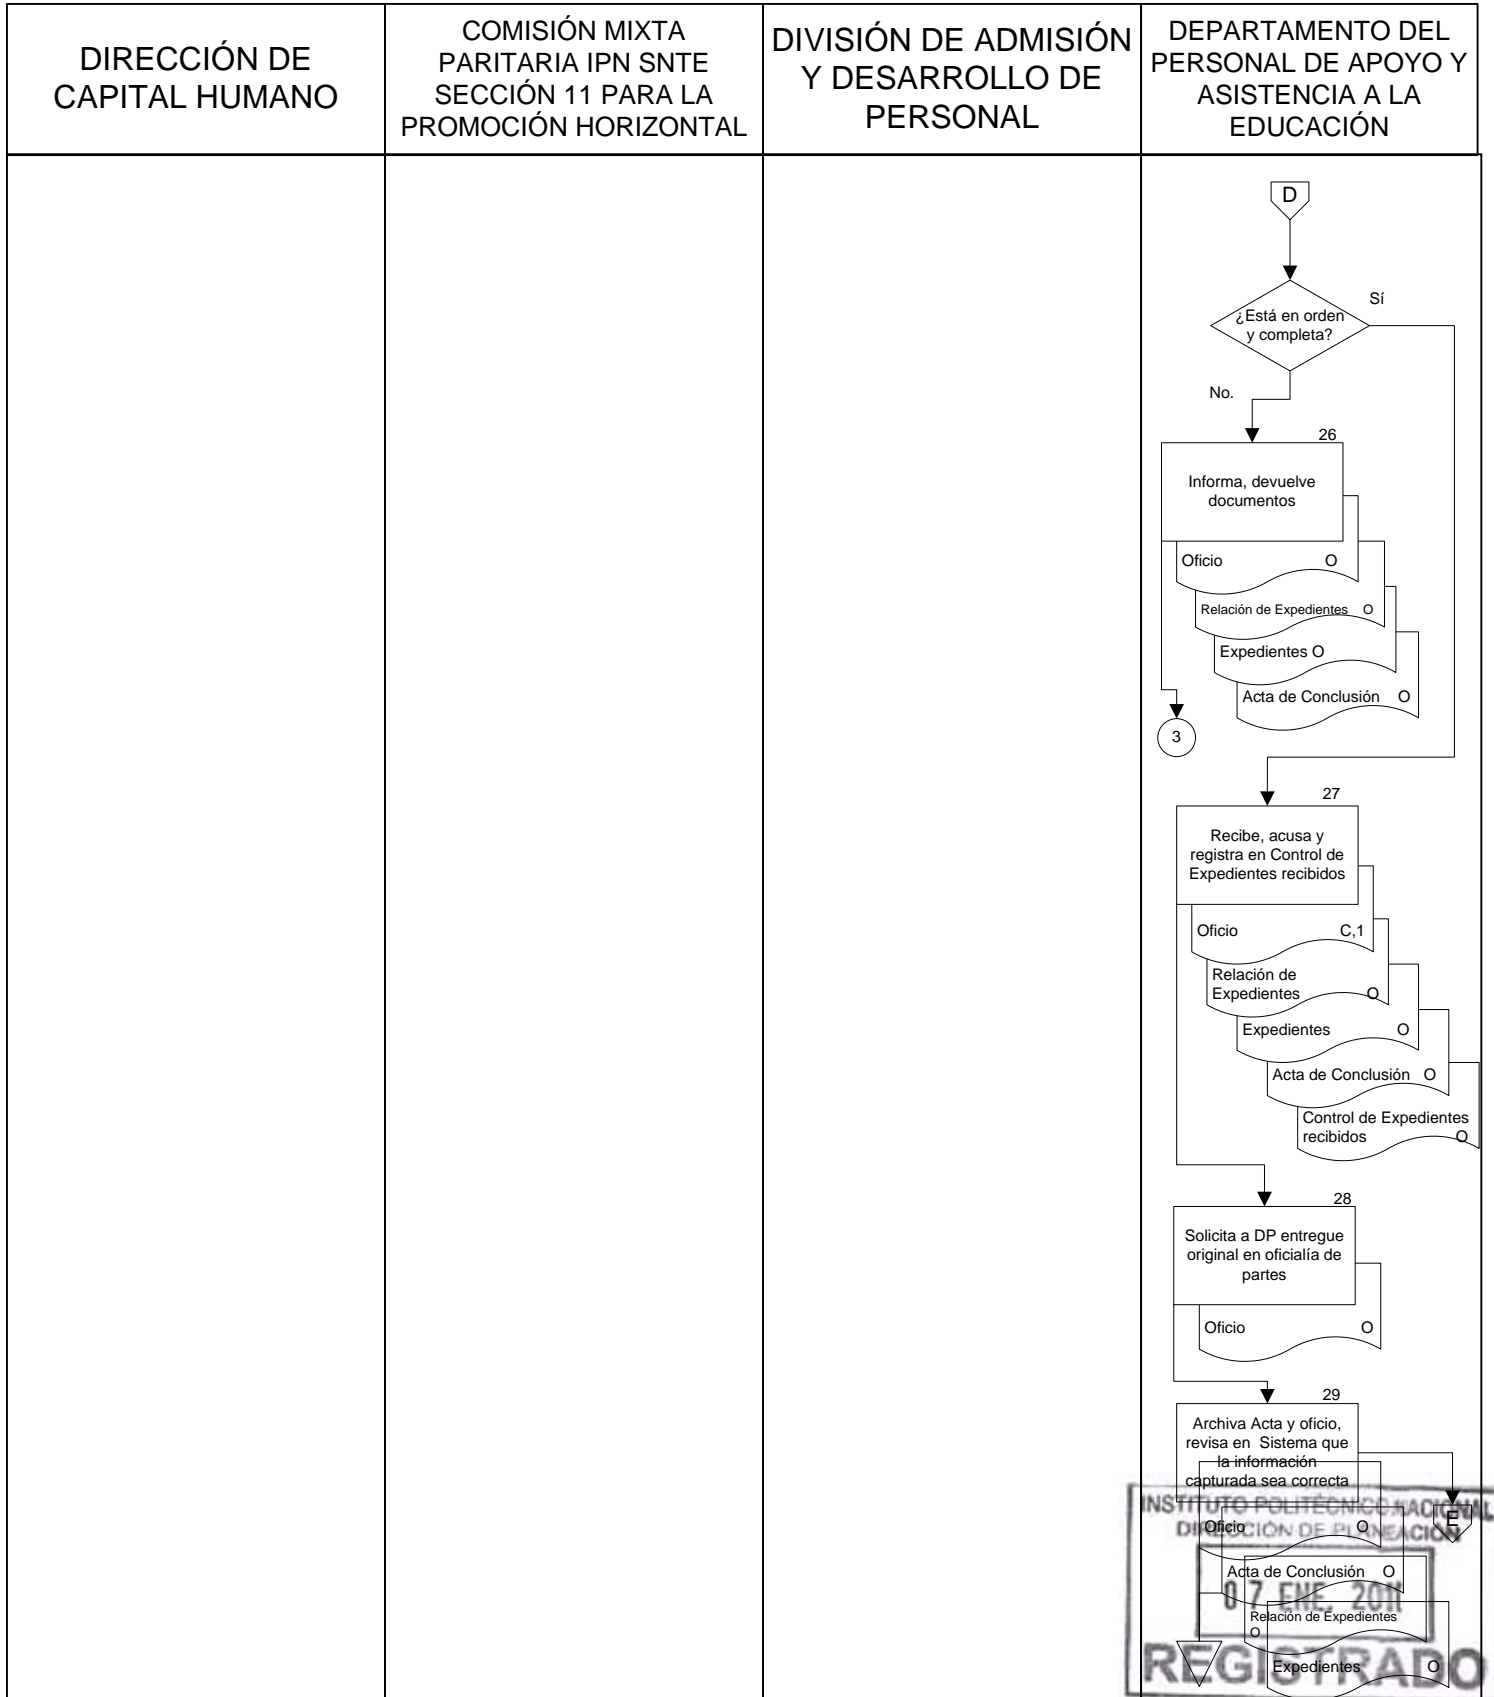 DIRECCIÓN DE
CAPITAL HUMANO
COMISIÓN MIXTA
PARITARIA IPN SNTE
SECCIÓN 11 PARA LA
PROMOCIÓN HORIZONTAL
DIVISIÓN DE ADMISIÓN
Y DESARROLLO DE
PERSONAL
DEPARTAMENTO DEL
PERSONAL DE APOYO Y
ASISTENCIA A LA
EDUCACIÓN
D
¿Está en orden
y completa?
Sí
No.
26
Informa, devuelve
documentos
Oficio O
Relación de Expedientes O
Expedientes O
Acta de Conclusión O
3
27
Recibe, acusa y
registra en Control de
Expedientes recibidos
Oficio C,1
Relación de
Expedientes O
Expedientes O
Acta de Conclusión O
Control de Expedientes
recibidos O
28
Solicita a DP entregue
original en oficialía de
partes
Oficio O
29
Archiva Acta y oficio,
revisa en Sistema que
la información
capturada sea correcta
E
Oficio O
Acta de Conclusión O
Relación de Expedientes
O
Expedientes O
INSTITUTO POLITÉCNICO NACIONAL
DIRECCIÓN DE PLANEACIÓN
07 ENE. 2011
REGISTRADO